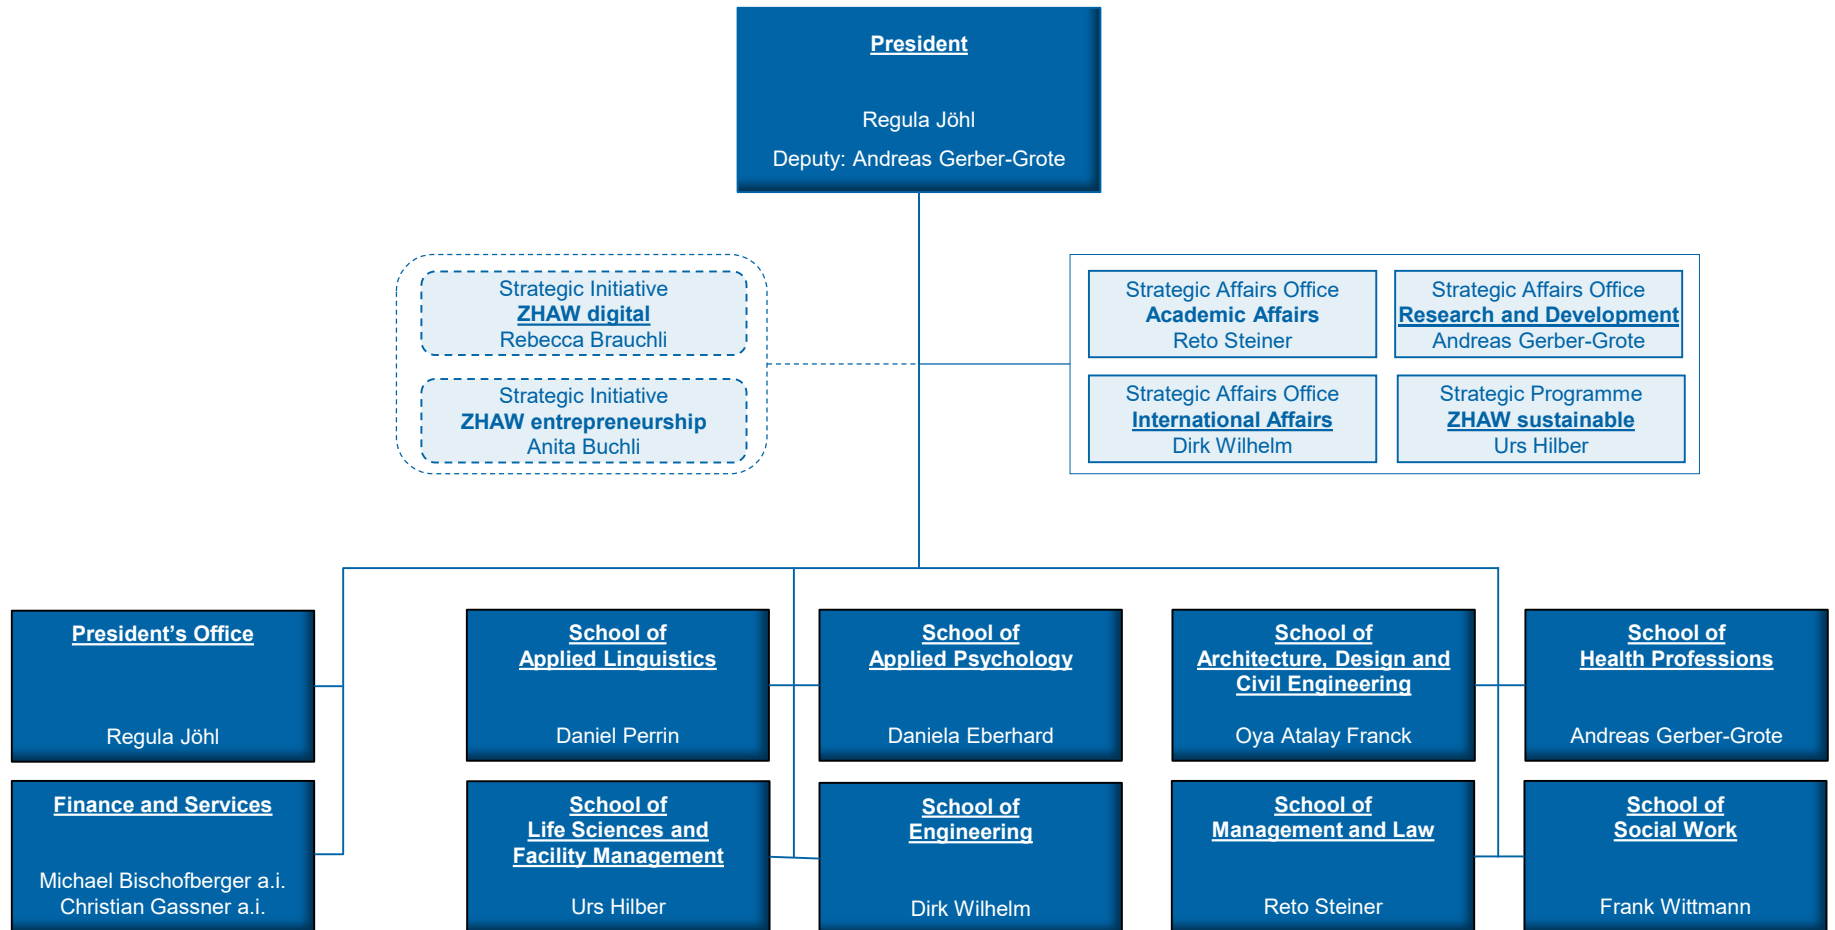 President
Regula Jöhl
Deputy: Andreas Gerber-Grote
Strategic Initiative
ZHAW digital
Rebecca Brauchli
Strategic Initiative
ZHAW entrepreneurship
Anita Buchli
Strategic Affairs Office
Academic Affairs
Reto Steiner
Strategic Affairs Office
Research and Development
Andreas Gerber-Grote
Strategic Affairs Office
International Affairs
Dirk Wilhelm
Strategic Programme
ZHAW sustainable
Urs Hilber
President’s Office
Regula Jöhl
School of
Applied Linguistics
Daniel Perrin
School of
Applied Psychology
Daniela Eberhard
School of
Architecture, Design and
Civil Engineering
Oya Atalay Franck
School of
Health Professions
Andreas Gerber-Grote
Finance and Services
Michael Bischofberger a.i.
Christian Gassner a.i.
School of
Life Sciences and
Facility Management
Urs Hilber
School of
Engineering
Dirk Wilhelm
School of
Management and Law
Reto Steiner
School of
Social Work
Frank Wittmann